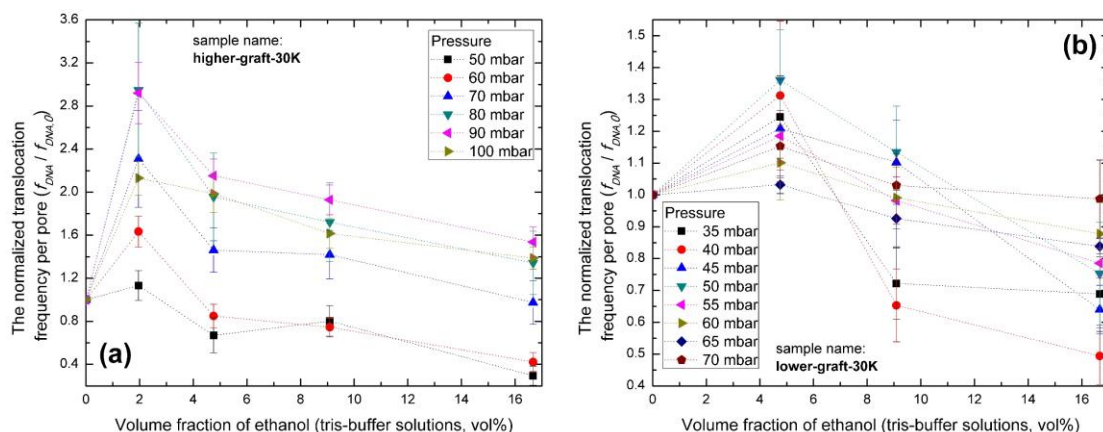 The normalized translocation
frequency per pore (f_DNA / f_DNA,0)
3.6
3.2
2.8
2.4
2.0
1.6
1.2
0.8
0.4
sample name:
higher-graft-30K
Pressure
50 mbar
60 mbar
70 mbar
80 mbar
90 mbar
100 mbar
(a)
0 2 4 6 8 10 12 14 16
Volume fraction of ethanol (tris-buffer solutions, vol%)
The normalized translocation
frequency per pore (f_DNA / f_DNA,0)
1.5
1.4
1.3
1.2
1.1
1.0
0.9
0.8
0.7
0.6
0.5
0.4
(b)
Pressure
35 mbar
40 mbar
45 mbar
50 mbar
55 mbar
60 mbar
65 mbar
70 mbar
sample name:
lower-graft-30K
0 2 4 6 8 10 12 14 16
Volume fraction of ethanol (tris-buffer solutions, vol%)